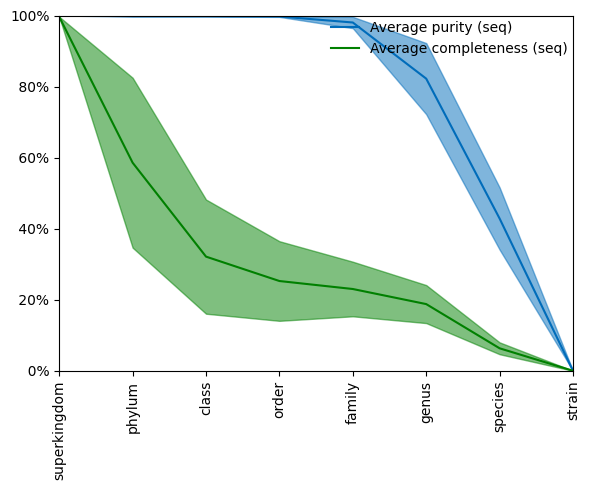 100%
80%
60%
40%
20%
0%
Average purity (seq)
Average completeness (seq)
superkingdom
phylum
class
order
family
genus
species
strain